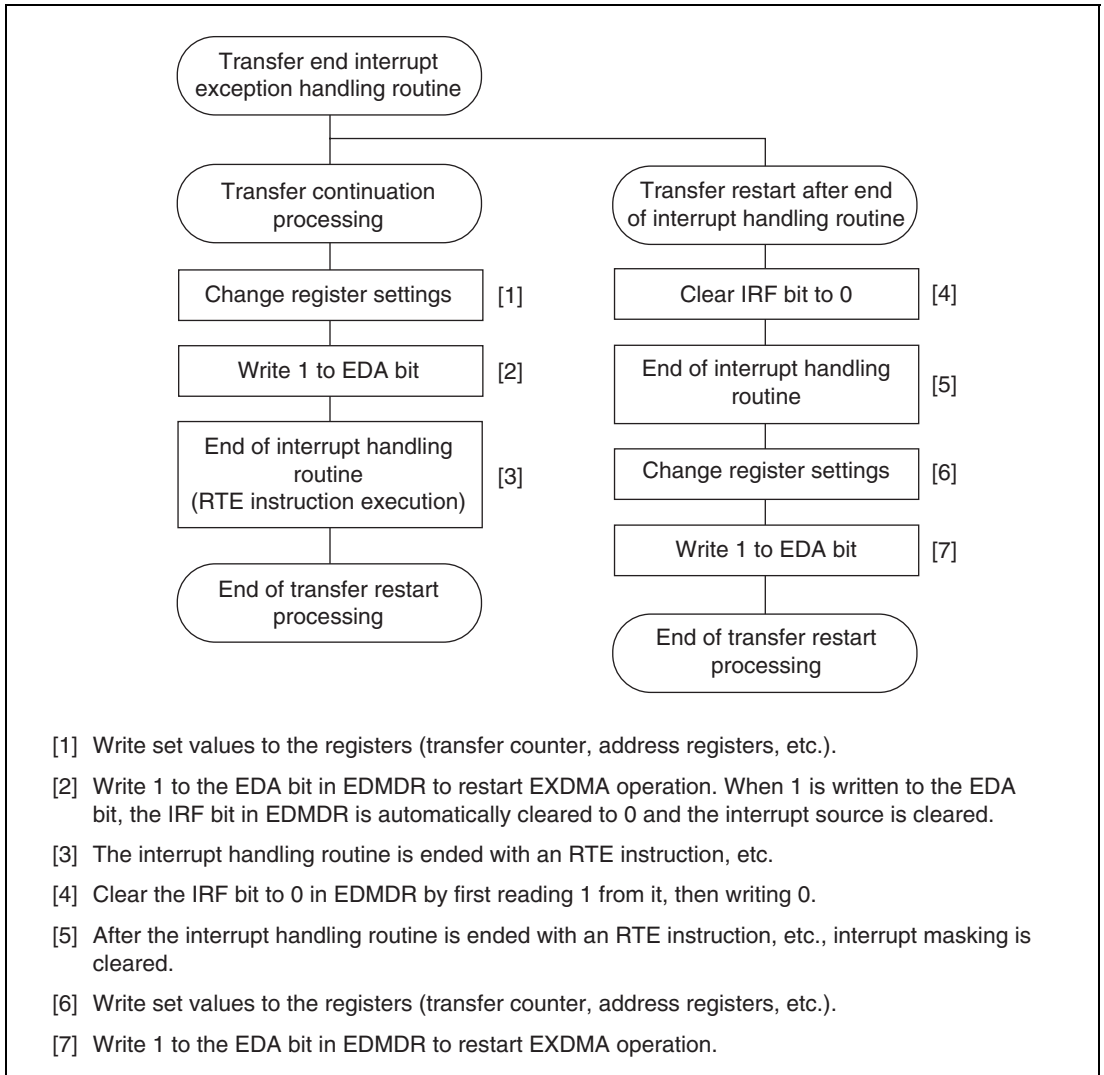 Transfer end interrupt
exception handling routine
Transfer continuation
processing
Change register settings [1]
Write 1 to EDA bit [2]
End of interrupt handling
routine
(RTE instruction execution) [3]
End of transfer restart
processing
Transfer restart after end
of interrupt handling routine
Clear IRF bit to 0 [4]
End of interrupt handling
routine [5]
Change register settings [6]
Write 1 to EDA bit [7]
End of transfer restart
processing
[1] Write set values to the registers (transfer counter, address registers, etc.).
[2] Write 1 to the EDA bit in EDMDR to restart EXDMA operation. When 1 is written to the EDA
bit, the IRF bit in EDMDR is automatically cleared to 0 and the interrupt source is cleared.
[3] The interrupt handling routine is ended with an RTE instruction, etc.
[4] Clear the IRF bit to 0 in EDMDR by first reading 1 from it, then writing 0.
[5] After the interrupt handling routine is ended with an RTE instruction, etc., interrupt masking is
cleared.
[6] Write set values to the registers (transfer counter, address registers, etc.).
[7] Write 1 to the EDA bit in EDMDR to restart EXDMA operation.